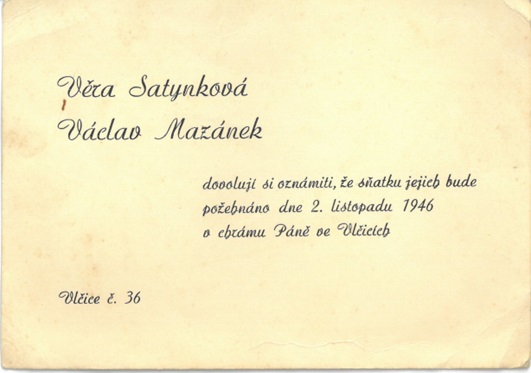 Věra Satynková
Václav Mazánek
dovolují si oznámiti, že sňatku jejich bude
požehnáno dne 2. listopadu 1946
v chrámu Páně ve Vlčicích
Vlčice č. 36